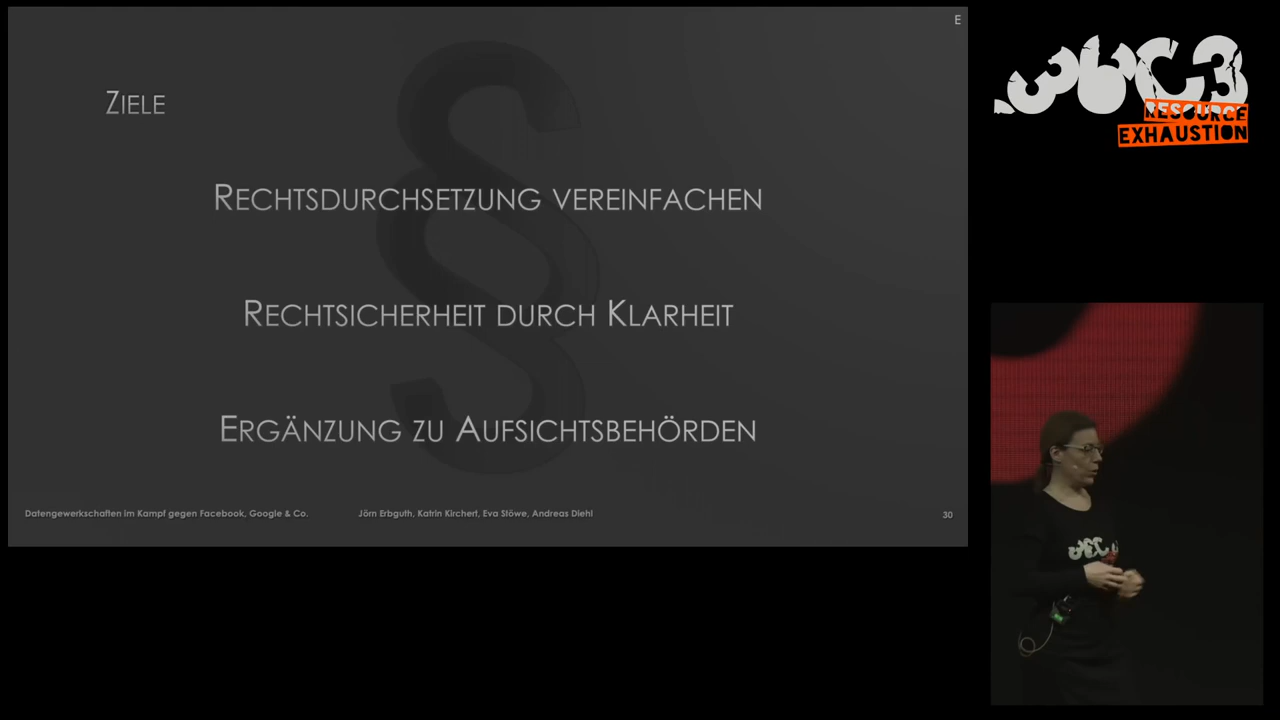 E
ZIELE
RECHTSDURCHSETZUNG VEREINFACHEN
RECHTSICHERHEIT DURCH KLARHEIT
ERGÄNZUNG ZU AUFSICHTSBEHÖRDEN
Datengewerkschaften im Kampf gegen Facebook, Google & Co.
Jörn Erbguth, Katrin Kirchert, Eva Stöwe, Andreas Diehl
30
36C3
RESOURCE
EXHAUSTION